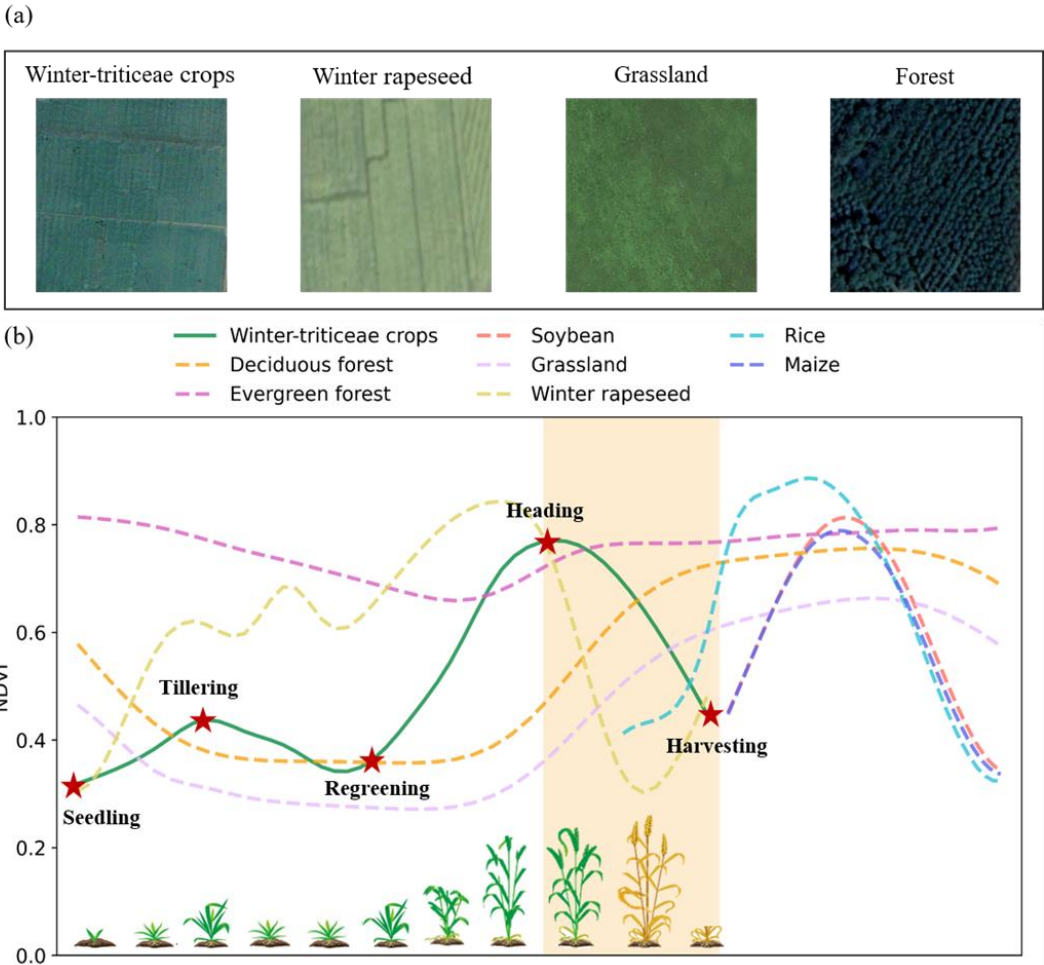 (a)
Winter-triticeae crops Winter rapeseed Grassland Forest
(b)
Winter-triticeae crops Soybean Rice
Deciduous forest Grassland Maize
Evergreen forest Winter rapeseed
1.0
0.8
0.6
0.4
0.2
0.0
NDVI
Heading
Tillering
Harvesting
Regreening
Seedling